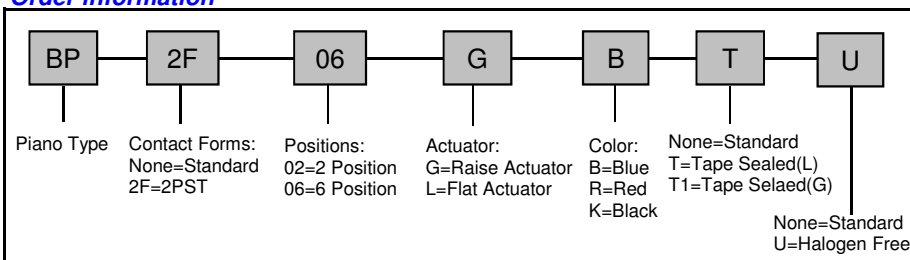 Order Information
BP 2F 06 G B T U
Piano Type
Contact Forms:
None=Standard
2F=2PST
Positions:
02=2 Position
06=6 Position
Actuator:
G=Raise Actuator
L=Flat Actuator
Color:
B=Blue
R=Red
K=Black
None=Standard
T=Tape Sealed(L)
T1=Tape Selaed(G)
None=Standard
U=Halogen Free